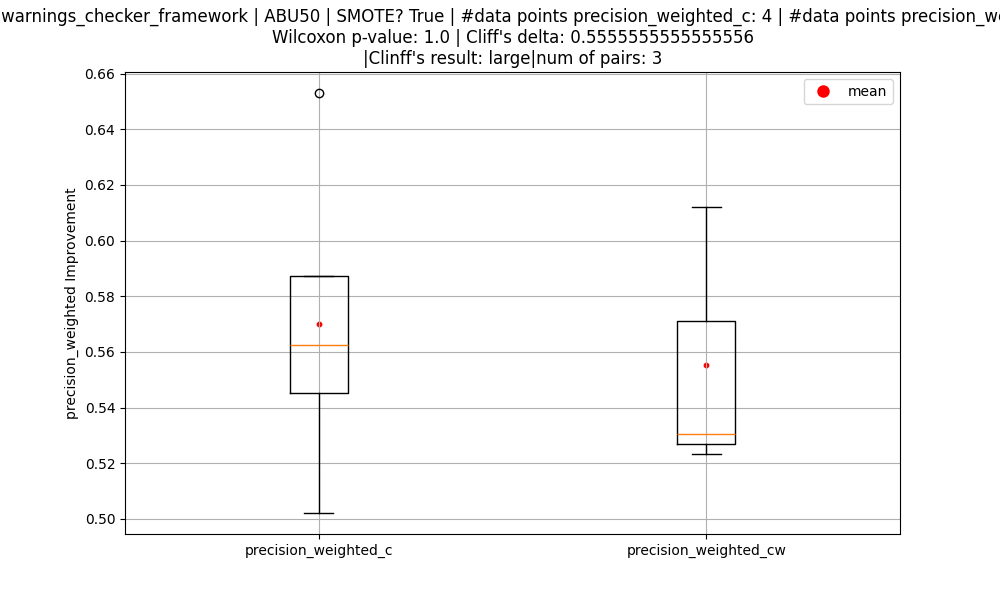 warnings_checker_framework | ABU50 | SMOTE? True | #data points precision_weighted_c: 4 | #data points
Wilcoxon p-value: 1.0 | Cliff's delta: 0.5555555555555556
|Clinff's result: large|num of pairs: 3
mean
0.66
0.64
0.62
0.60
0.58
0.56
0.54
0.52
0.50
precision_weighted Improvement
precision_weighted_c
precision_weighted_cw